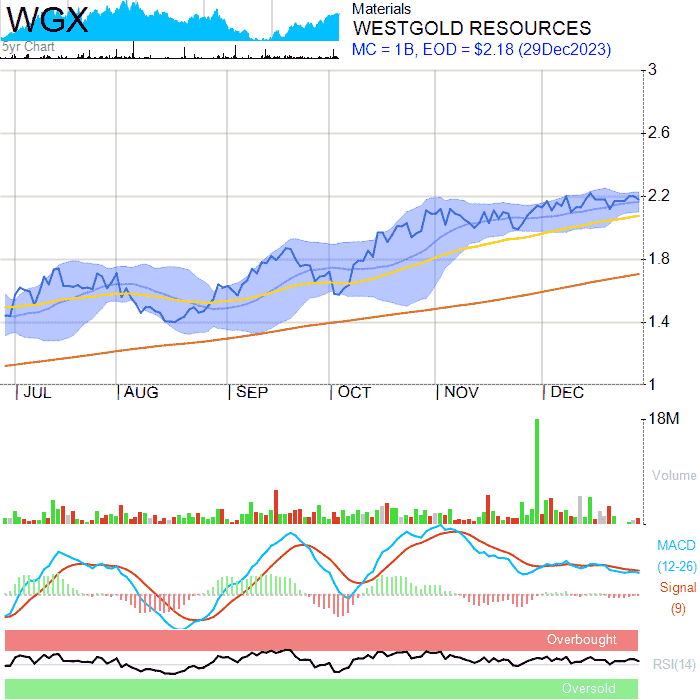 WGX
Materials
WESTGOLD RESOURCES
5yr Chart
MC = 1B, EOD = $2.18 (29Dec2023)
3
2.6
2.2
1.8
1.4
1
JUL AUG SEP OCT NOV DEC
18M
Volume
MACD
(12-26)
Signal
(9)
Overbought
RSI(14)
Oversold